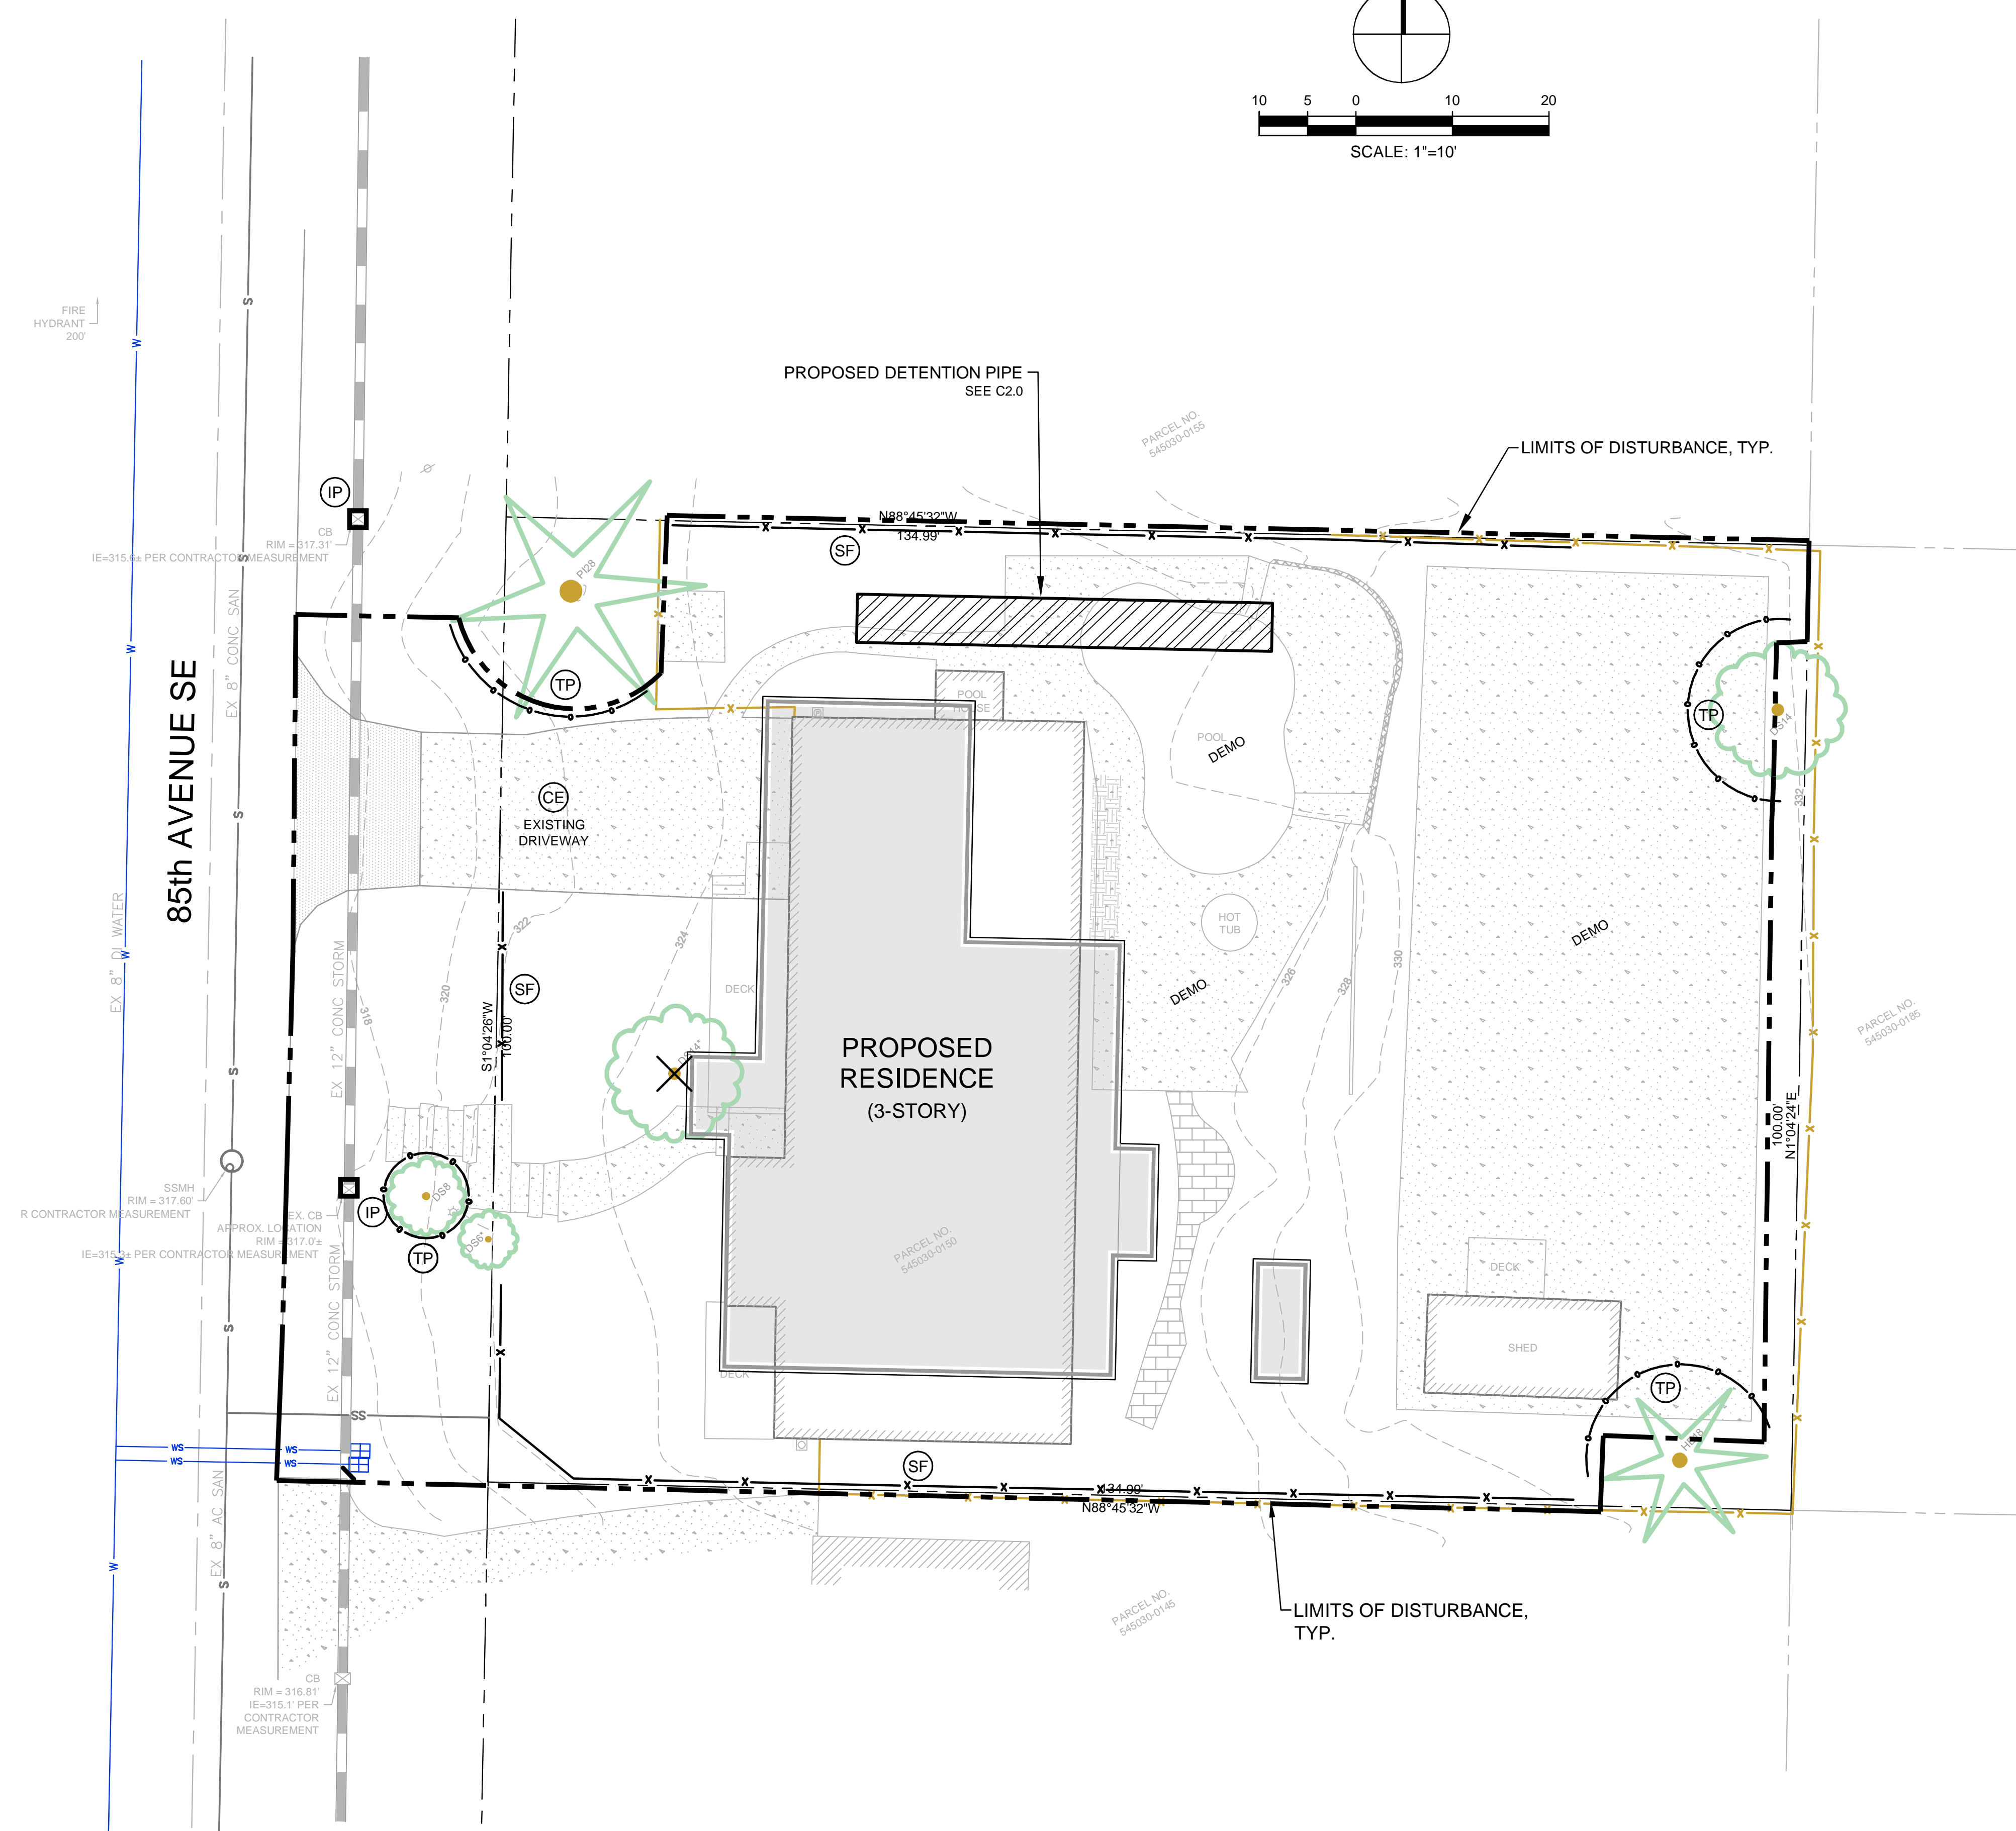 10 5 0 10 20
SCALE: 1"=10'
FIRE
HYDRANT
200'
PROPOSED DETENTION PIPE
SEE C2.0
PARCEL NO.
545030-0155
LIMITS OF DISTURBANCE, TYP.
IP
CB
RIM = 317.31'
IE=315.6± PER CONTRACTOR MEASUREMENT
N88°45'32"W
134.99'
SF
PI28
TP
EX 8" CONC SAN
85th AVENUE SE
POOL
HOUSE
POOL
DEMO
TP
DS14
332
CE
EXISTING
DRIVEWAY
EX 8" DI WATER
EX 12" CONC STORM
322
324
320
318
SF
S1°04'26"W
100.00'
DECK
HOT
TUB
DEMO
DEMO
326
328
330
PARCEL NO.
545030-0185
PROPOSED
RESIDENCE
(3-STORY)
100.00'
N1°04'24"E
SSMH
RIM = 317.60'
R CONTRACTOR MEASUREMENT
EX. CB
APPROX. LOCATION
RIM = 317.0'±
IE=315.3± PER CONTRACTOR MEASUREMENT
IP
DS8
TP
DS6"
PARCEL NO.
545030-0150
EX 12" CONC STORM
DECK
SHED
DECK
TP
SS
WS WS
WS WS
EX 8" AC SAN
SF
134.99'
N88°45'32"W
PARCEL NO.
545030-0145
LIMITS OF DISTURBANCE,
TYP.
CB
RIM = 316.81'
IE=315.1' PER
CONTRACTOR
MEASUREMENT
W
W
W
W
W
S
S
S
S
S
S